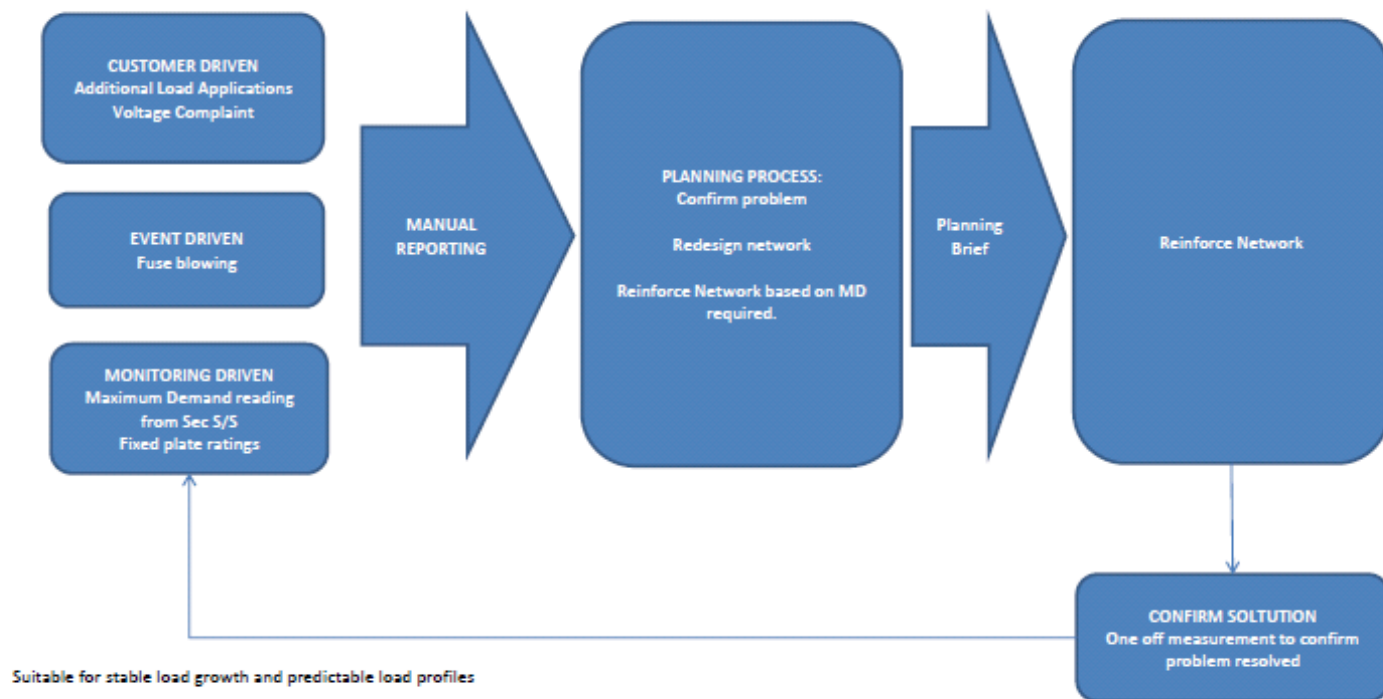 CUSTOMER DRIVEN
Additional Load Applications
Voltage Complaint
EVENT DRIVEN
Fuse blowing
MONITORING DRIVEN
Maximum Demand reading
from Sec S/S
Fixed plate ratings
MANUAL
REPORTING
PLANNING PROCESS:
Confirm problem
Redesign network
Reinforce Network based on MD
required.
Planning
Brief
Reinforce Network
CONFIRM SOLTUTION
One off measurement to confirm
problem resolved
Suitable for stable load growth and predictable load profiles